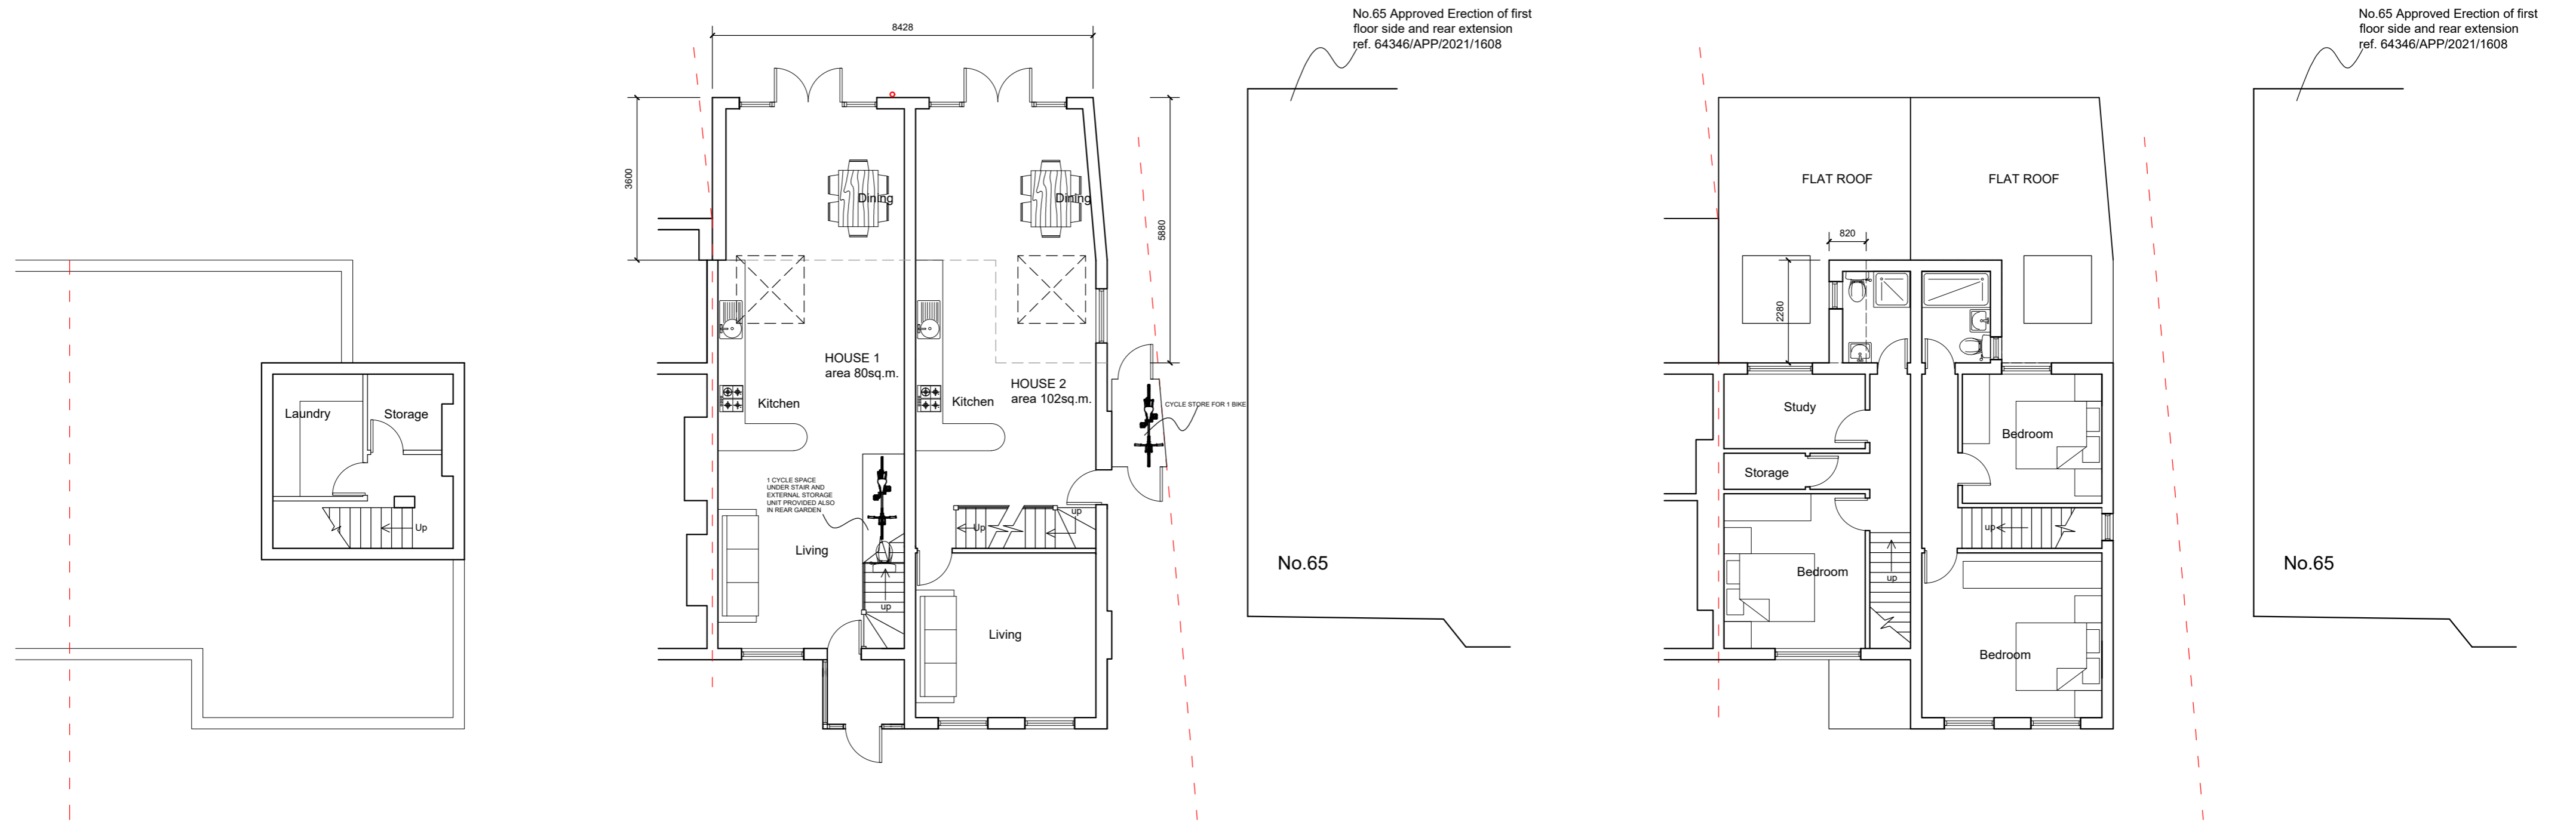 Laundry
Storage
Up
8428
3600
5880
Dining
Dining
HOUSE 1
area 80sq.m.
HOUSE 2
area 102sq.m.
Kitchen
Kitchen
CYCLE STORE FOR 1 BIKE
1 CYCLE SPACE
UNDER STAIR AND
EXTERNAL STORAGE
UNIT PROVIDED ALSO
IN REAR GARDEN
Living
Up
up
up
Living
No.65 Approved Erection of first
floor side and rear extension
ref. 64346/APP/2021/1608
No.65
FLAT ROOF
FLAT ROOF
820
2280
Study
Storage
Bedroom
up
Bedroom
up
Bedroom
No.65 Approved Erection of first
floor side and rear extension
ref. 64346/APP/2021/1608
No.65